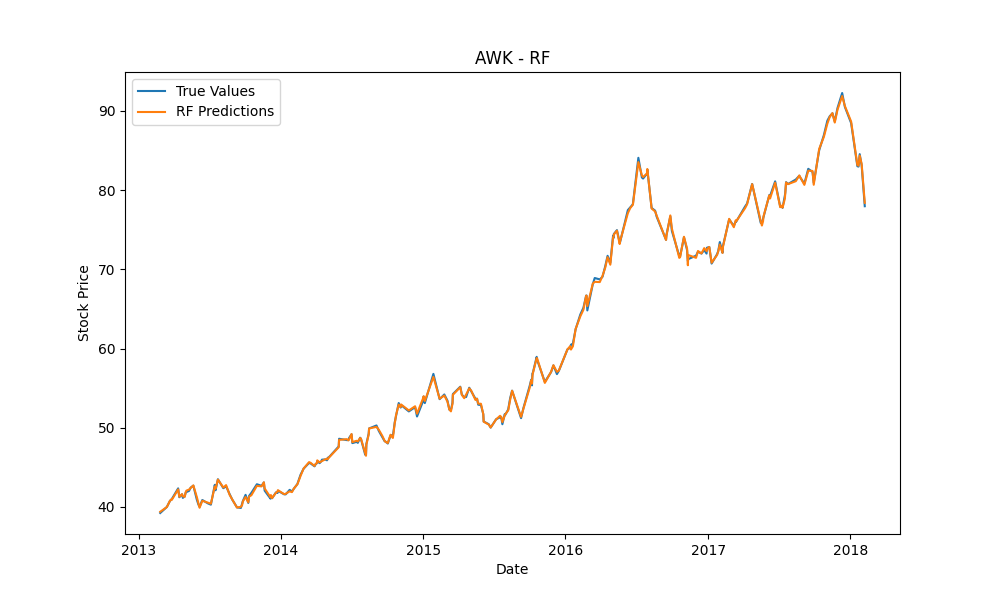 AWK - RF
True Values
RF Predictions
90
80
70
60
50
40
Stock Price
2013 2014 2015 2016 2017 2018
Date